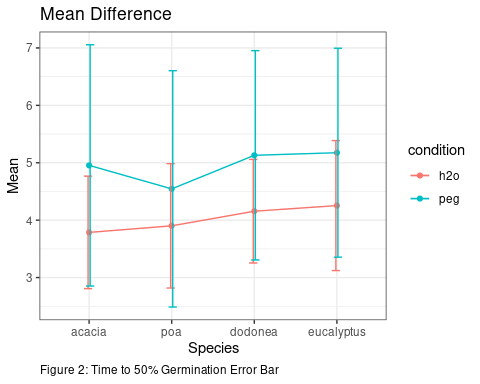 Mean Difference
7
6
5
4
3
Mean
acacia poa dodonea eucalyptus
Species
condition
h2o
peg
Figure 2: Time to 50% Germination Error Bar